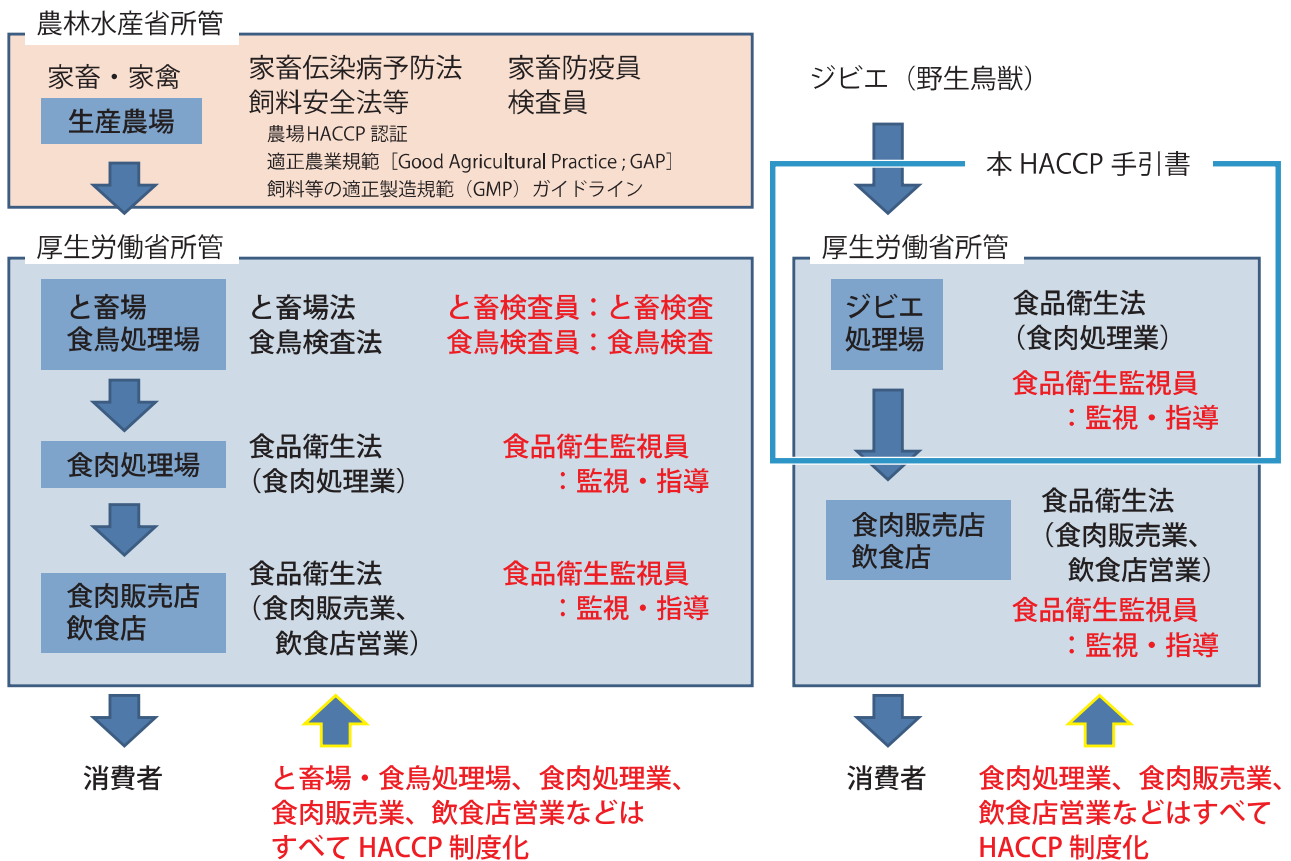 農林水産省所管
家畜・家禽
生産農場
家畜伝染病予防法
飼料安全法等
家畜防疫員
検査員
農場HACCP 認証
適正農業規範［Good Agricultural Practice ; GAP］
飼料等の適正製造規範（GMP）ガイドライン
厚生労働省所管
と畜場
食鳥処理場
と畜場法
食鳥検査法
と畜検査員：と畜検査
食鳥検査員：食鳥検査
食肉処理場
食品衛生法
（食肉処理業）
食品衛生監視員
：監視・指導
食肉販売店
飲食店
食品衛生法
（食肉販売業、
飲食店営業）
食品衛生監視員
：監視・指導
消費者
と畜場・食鳥処理場、食肉処理業、
食肉販売業、飲食店営業などは
すべて HACCP 制度化
ジビエ（野生鳥獣）
本 HACCP 手引書
厚生労働省所管
ジビエ
処理場
食品衛生法
（食肉処理業）
食品衛生監視員
：監視・指導
食肉販売店
飲食店
食品衛生法
（食肉販売業、
飲食店営業）
食品衛生監視員
：監視・指導
消費者
食肉処理業、食肉販売業、
飲食店営業などはすべて
HACCP 制度化